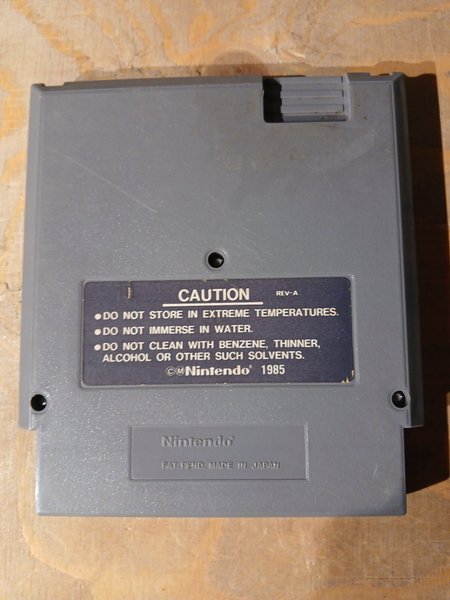 CAUTION REV-A
•DO NOT STORE IN EXTREME TEMPERATURES.
•DO NOT IMMERSE IN WATER.
•DO NOT CLEAN WITH BENZENE, THINNER,
ALCOHOL OR OTHER SUCH SOLVENTS.
©Ⓜ Nintendo® 1985
Nintendo®
PAT. PEND. MADE IN JAPAN